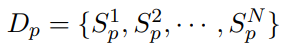 $D_p = \{S_p^1, S_p^2, \cdots, S_p^N\}$